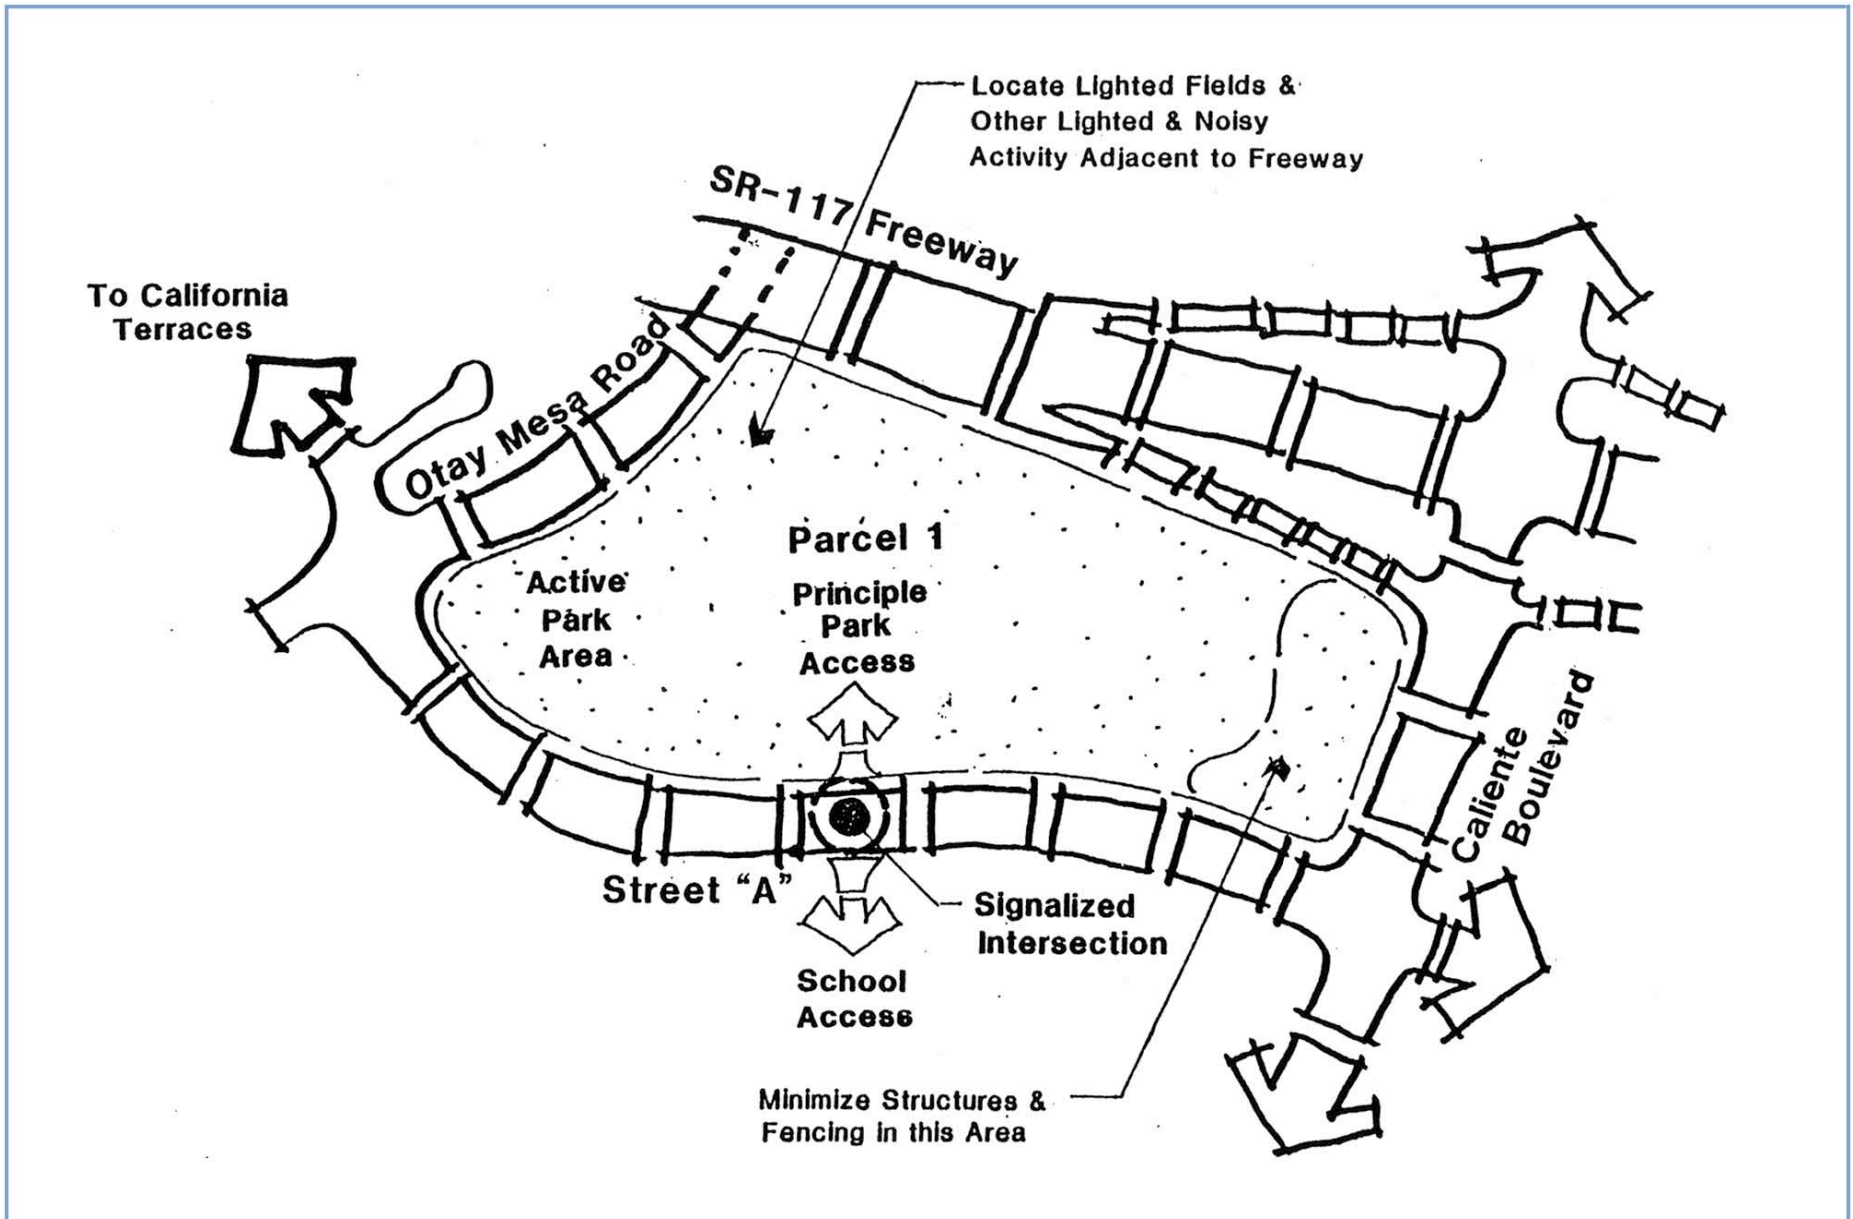 Locate Lighted Fields &
Other Lighted & Noisy
Activity Adjacent to Freeway
SR-117 Freeway
To California
Terraces
Otay Mesa Road
Parcel 1
Active
Park
Area
Principle
Park
Access
Caliente
Boulevard
Street “A”
Signalized
Intersection
School
Access
Minimize Structures &
Fencing in this Area